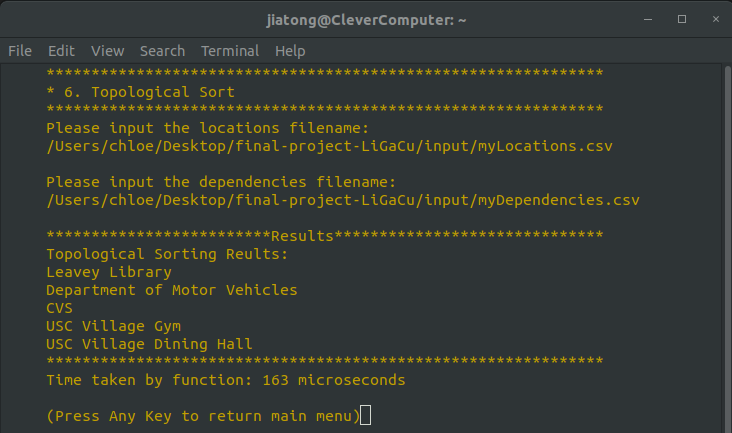 jiatong@CleverComputer: ~
File Edit View Search Terminal Help
**************************************************************
* 6. Topological Sort
**************************************************************
Please input the locations filename:
/Users/chloe/Desktop/final-project-LiGaCu/input/myLocations.csv
Please input the dependencies filename:
/Users/chloe/Desktop/final-project-LiGaCu/input/myDependencies.csv
*************************Results******************************
Topological Sorting Reults:
Leavey Library
Department of Motor Vehicles
CVS
USC Village Gym
USC Village Dining Hall
**************************************************************
Time taken by function: 163 microseconds
(Press Any Key to return main menu)